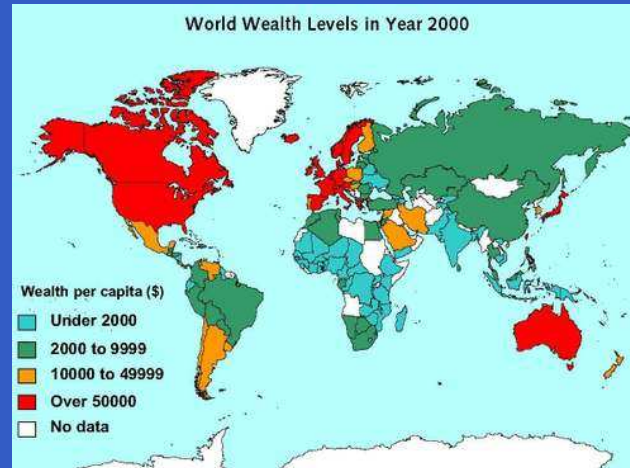 World Wealth Levels in Year 2000
Wealth per capita ($)
Under 2000
2000 to 9999
10000 to 49999
Over 50000
No data